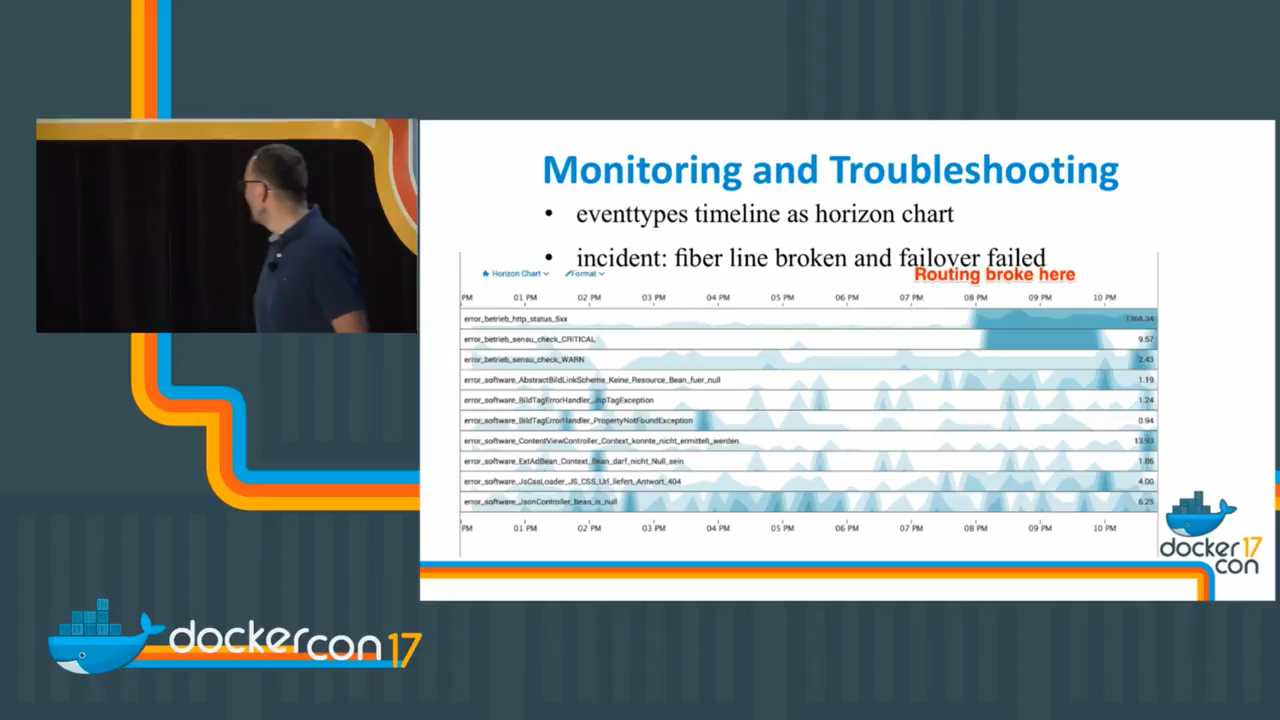 Monitoring and Troubleshooting
• eventtypes timeline as horizon chart
• incident: fiber line broken and failover failed
Horizon Chart Format
Routing broke here
PM 01 PM 02 PM 03 PM 04 PM 05 PM 06 PM 07 PM 08 PM 09 PM 10 PM
error_betrieb_http_status_5xx 1368.34
error_betrieb_sensu_check_CRITICAL 9.57
error_betrieb_sensu_check_WARN 2.43
error_software_AbstractBildLinkScheme_Keine_Resource_Bean_fuer_null 1.19
error_software_BildTagErrorHandler_JspTagException 1.24
error_software_BildTagErrorHandler_PropertyNotFoundException 0.94
error_software_ContentViewController_Context_konnte_nicht_ermittelt_werden 13.93
error_software_ExtAdBean_Context_Bean_darf_nicht_Null_sein 1.86
error_software_JsCssLoader_JS_CSS_Url_liefert_Antwort_404 4.00
error_software_JsonController_bean_is_null 6.25
PM 01 PM 02 PM 03 PM 04 PM 05 PM 06 PM 07 PM 08 PM 09 PM 10 PM
docker 17
con
dockercon 17